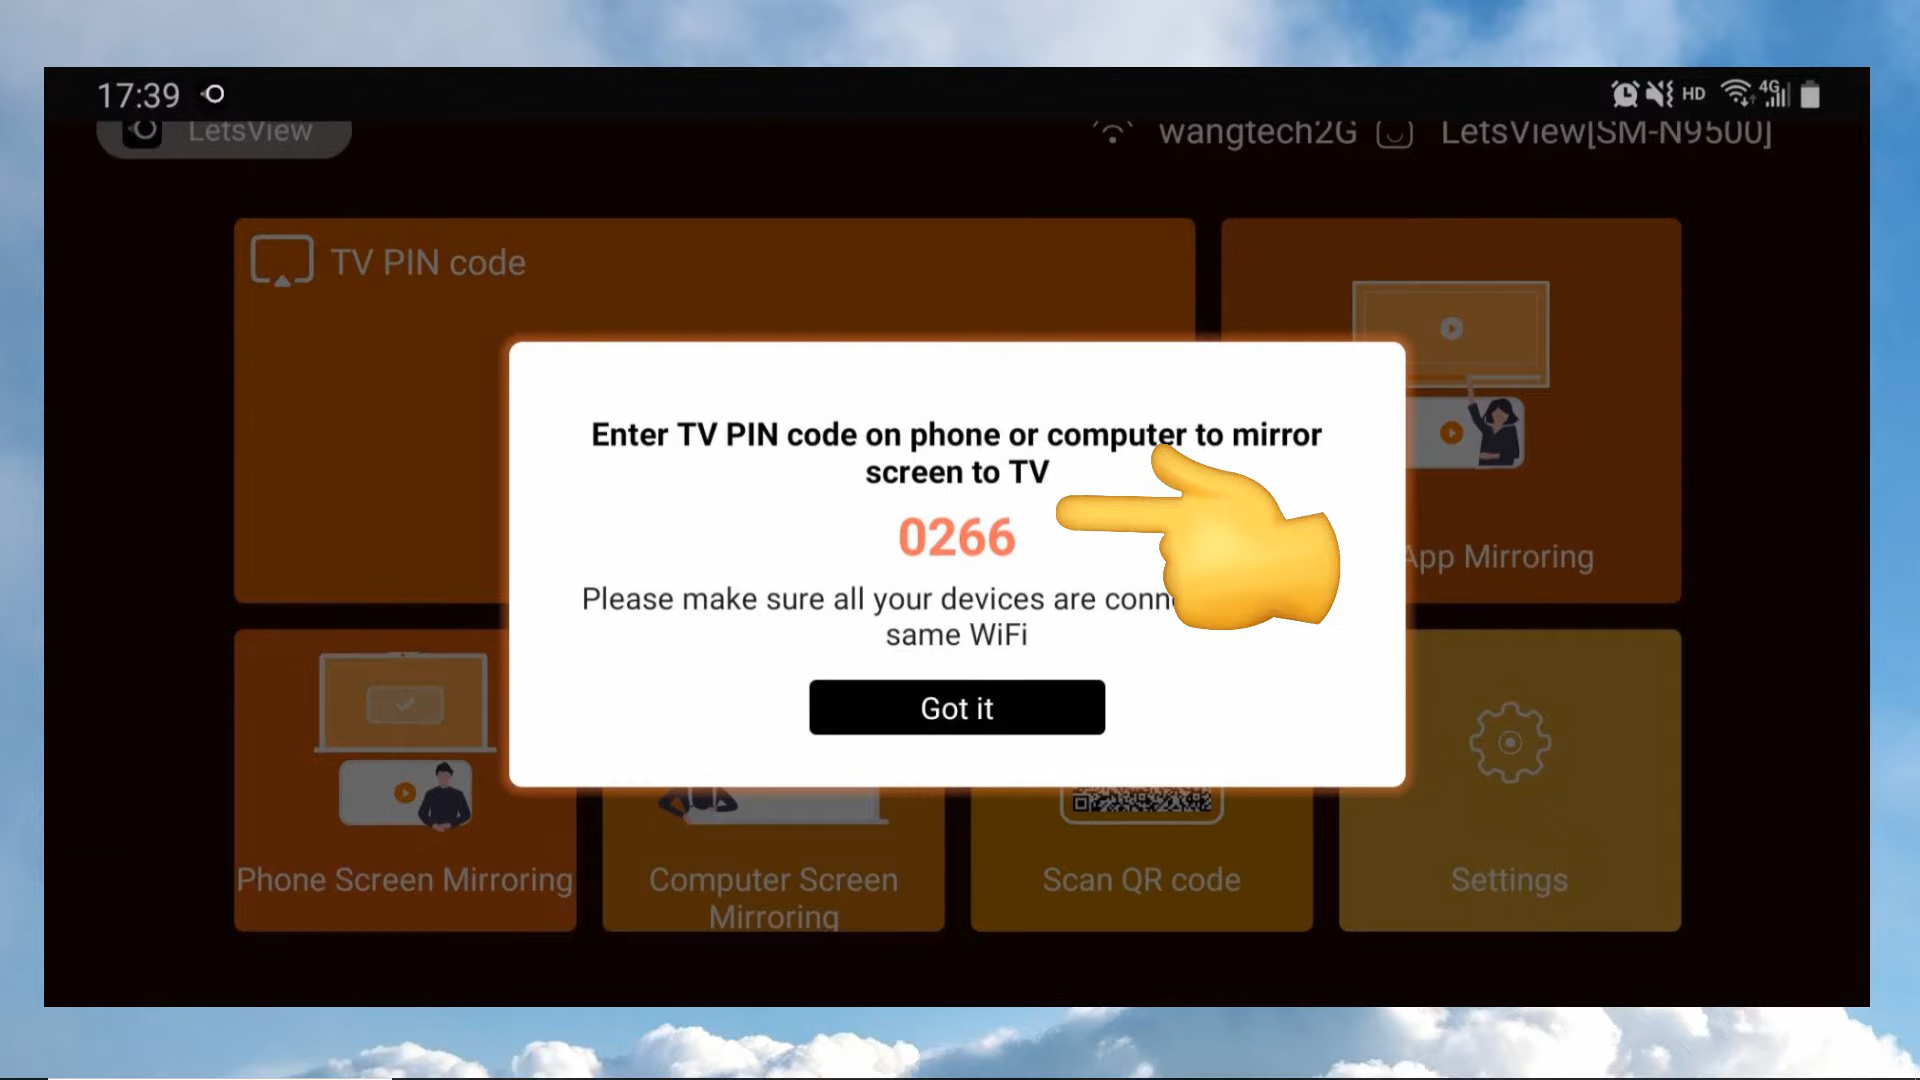 17:39
HD
4G
LetsView
wangtech2G
LetsView[SM-N9500]
TV PIN code
Enter TV PIN code on phone or computer to mirror
screen to TV
0266
Please make sure all your devices are
same WiFi
Got it
App Mirroring
Phone Screen Mirroring
Computer Screen
Mirroring
Scan QR code
Settings